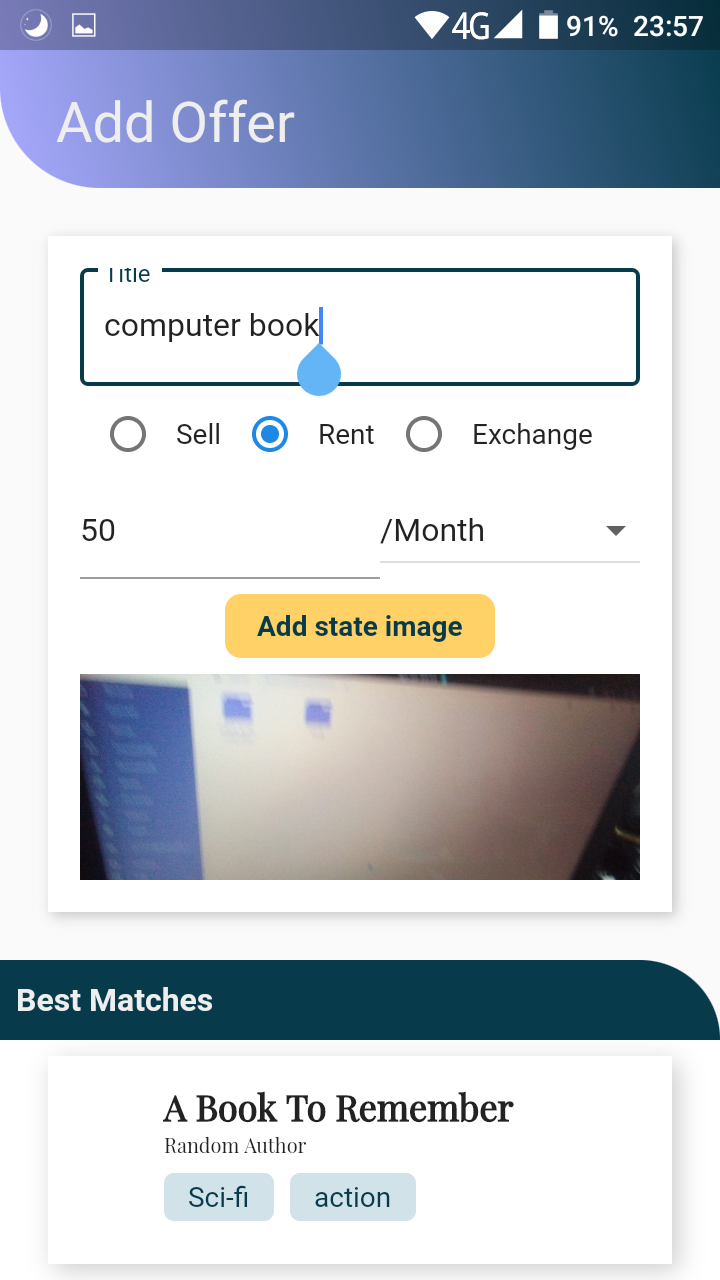 4G 91% 23:57
Add Offer
Title
computer book
Sell Rent Exchange
50 /Month
Add state image
Best Matches
A Book To Remember
Random Author
Sci-fi action